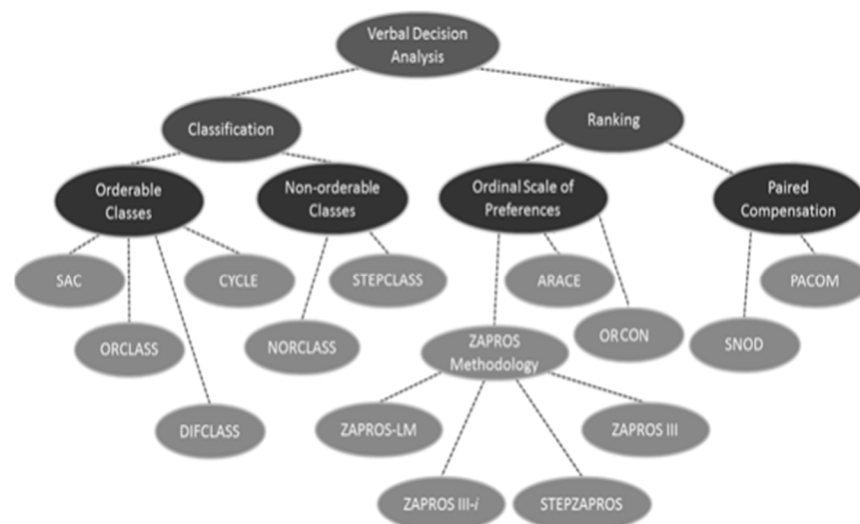 Verbal Decision
Analysis
Classification
Ranking
Orderable
Classes
Non-orderable
Classes
Ordinal Scale of
Preferences
Paired
Compensation
SAC
CYCLE
STEPCLASS
ARACE
PACOM
ORCLASS
NORCLASS
ZAPROS
Methodology
ORCON
SNOD
DIFCLASS
ZAPROS-LM
ZAPROS III
ZAPROS III-i
STEPZAPROS